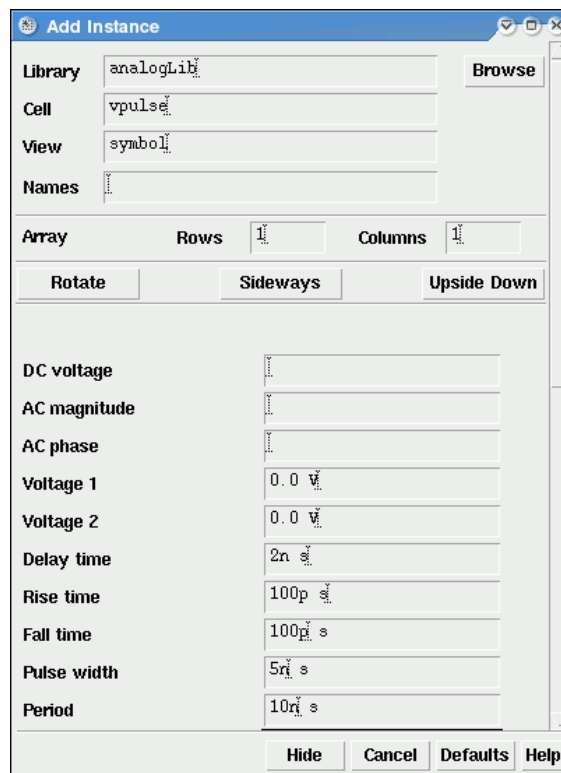 Add Instance
Library analogLib Browse
Cell vpulse
View symbol
Names
Array Rows 1 Columns 1
Rotate Sideways Upside Down
DC voltage
AC magnitude
AC phase
Voltage 1 0.0 V
Voltage 2 0.0 V
Delay time 2n s
Rise time 100p s
Fall time 100p s
Pulse width 5n s
Period 10n s
Hide Cancel Defaults Help